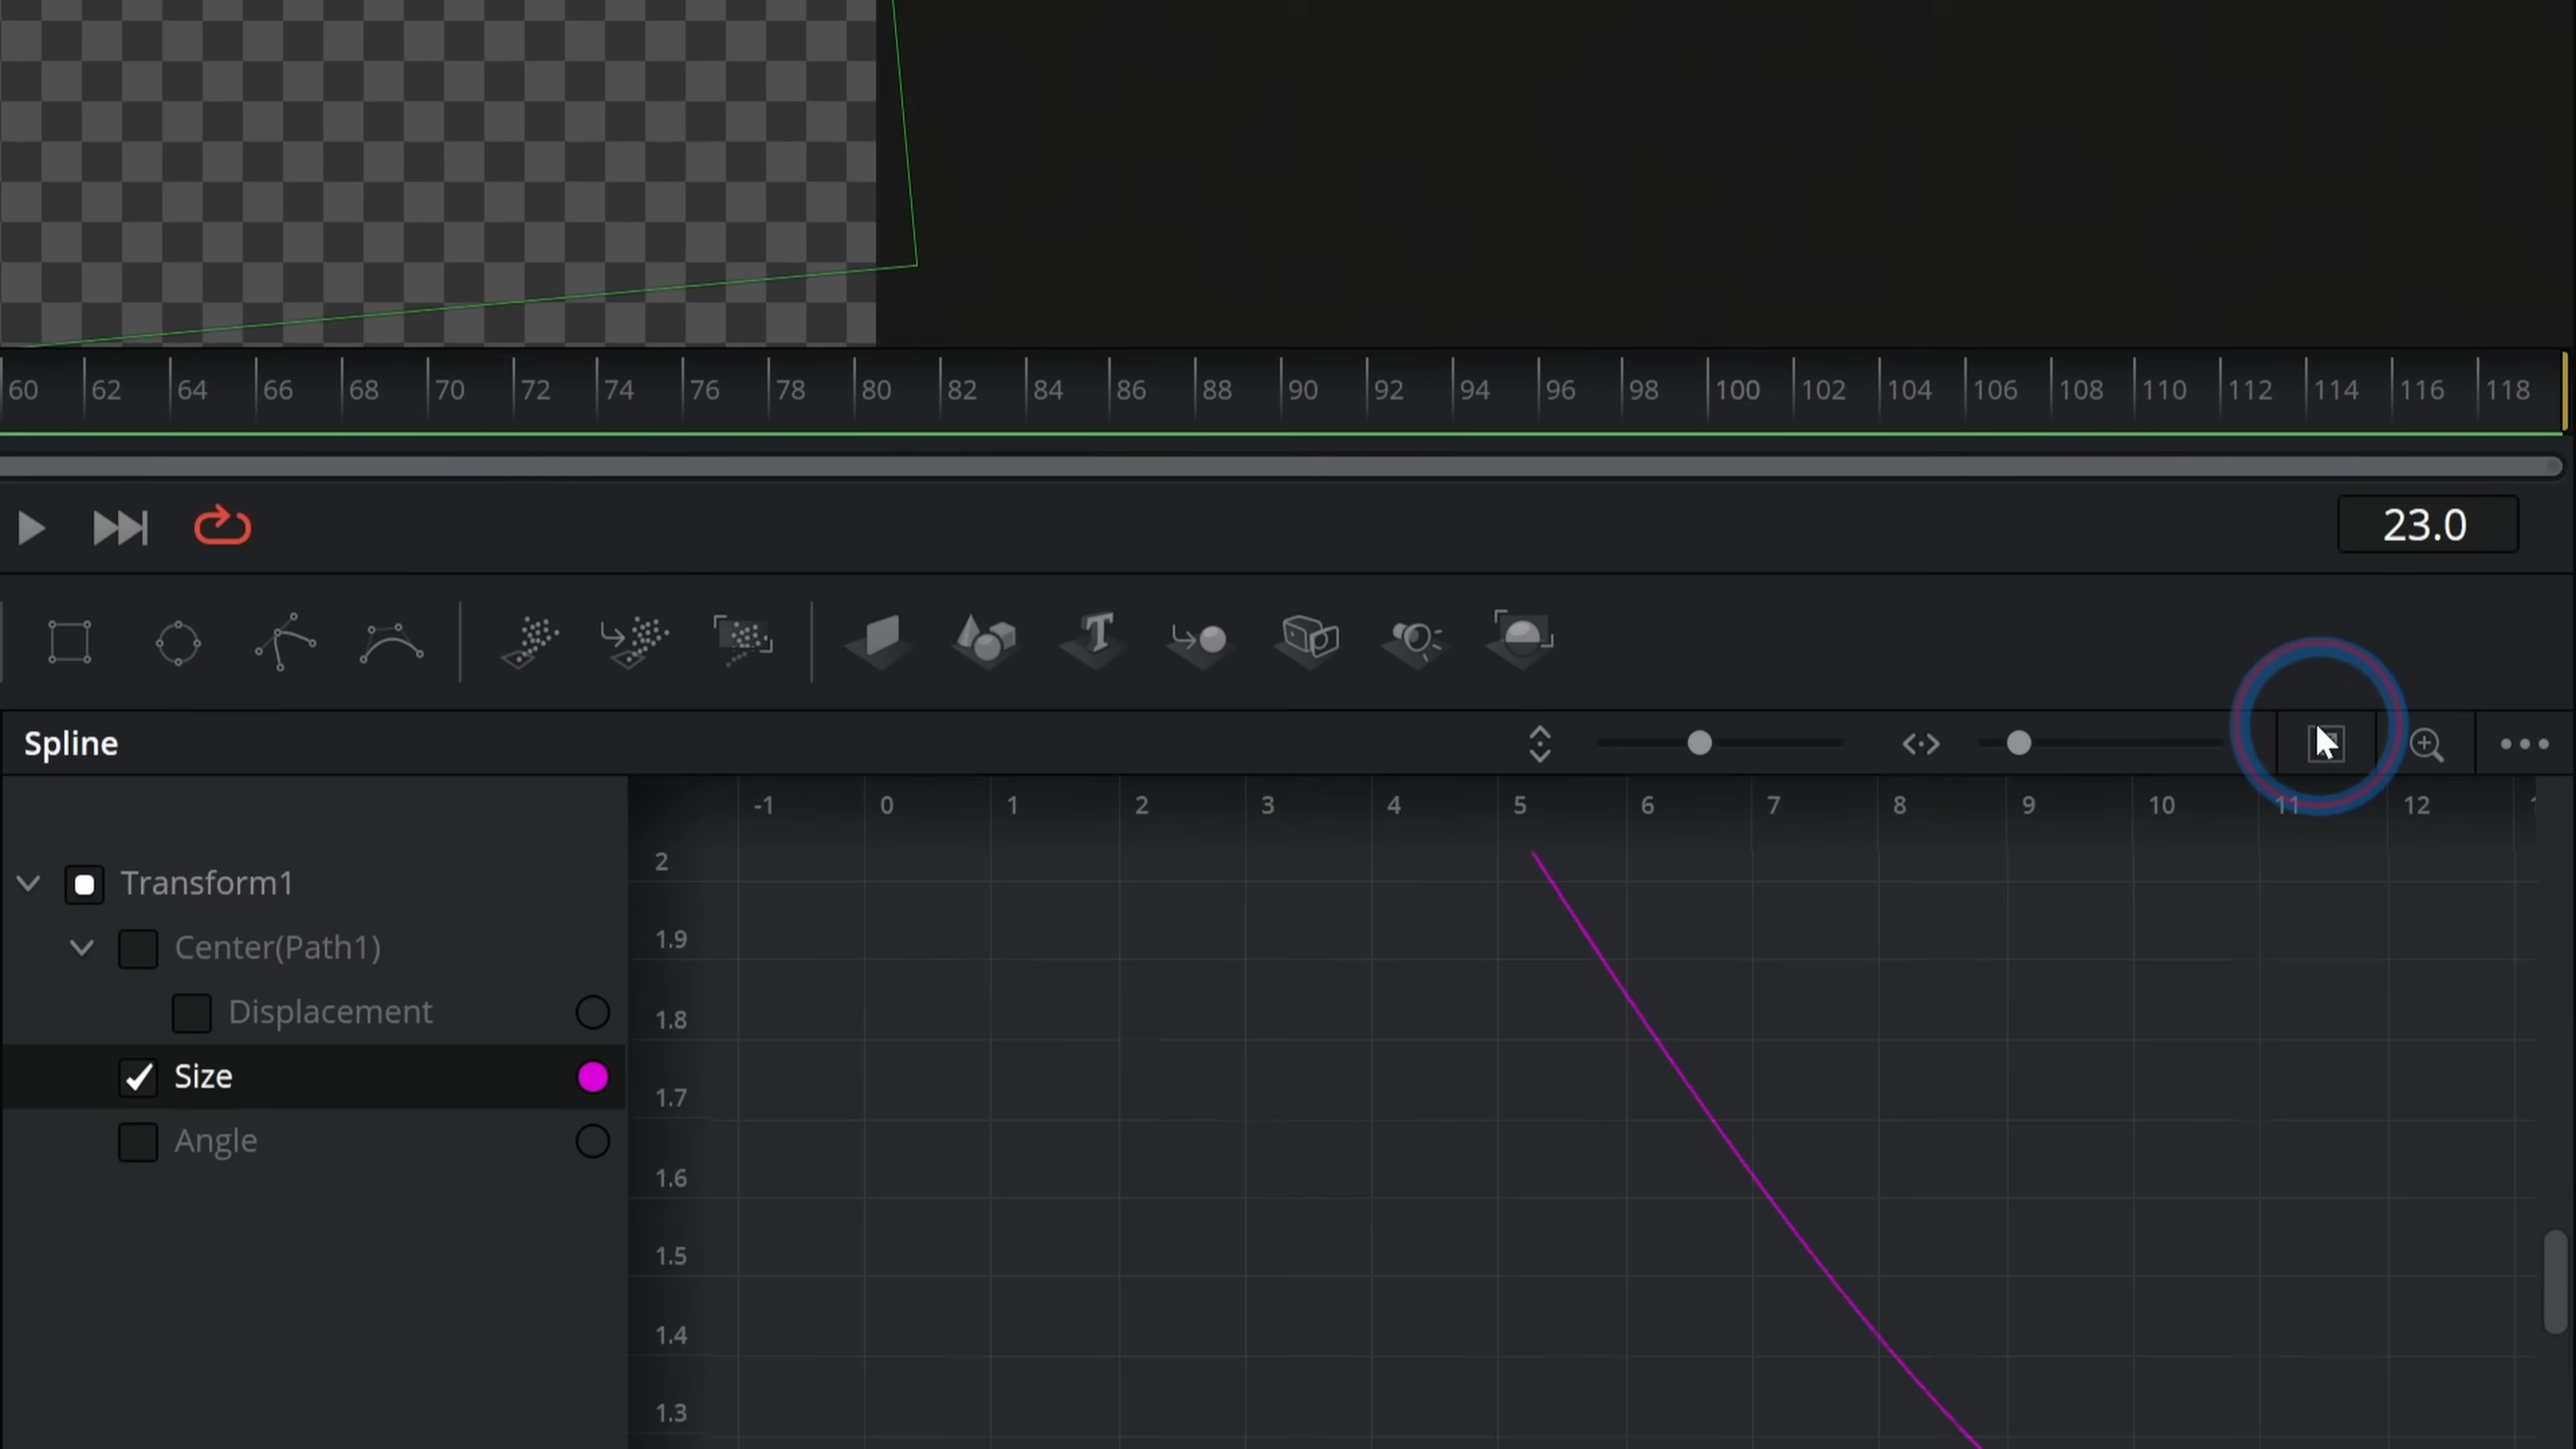 60 62 64 66 68 70 72 74 76 78 80 82 84 86 88 90 92 94 96 98 100 102 104 106 108 110 112 114 116 118
23.0
Spline
-1 0 1 2 3 4 5 6 7 8 9 10 11 12
2
Transform1
1.9
Center(Path1)
Displacement
1.8
Size
1.7
Angle
1.6
1.5
1.4
1.3